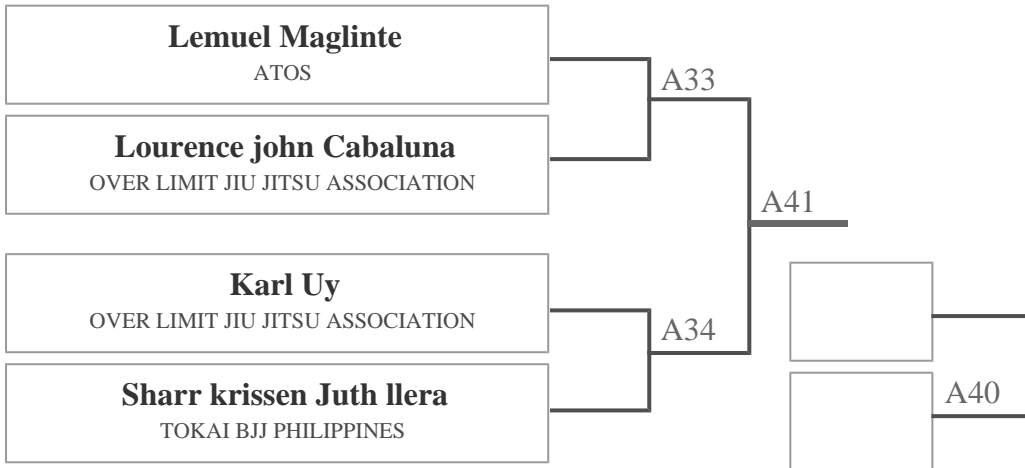 Lemuel Maglinte
ATOS
A33
Lourence john Cabaluna
OVER LIMIT JIU JITSU ASSOCIATION
A41
Karl Uy
OVER LIMIT JIU JITSU ASSOCIATION
A34
Sharr krissen Juth llera
TOKAI BJJ PHILIPPINES
A40